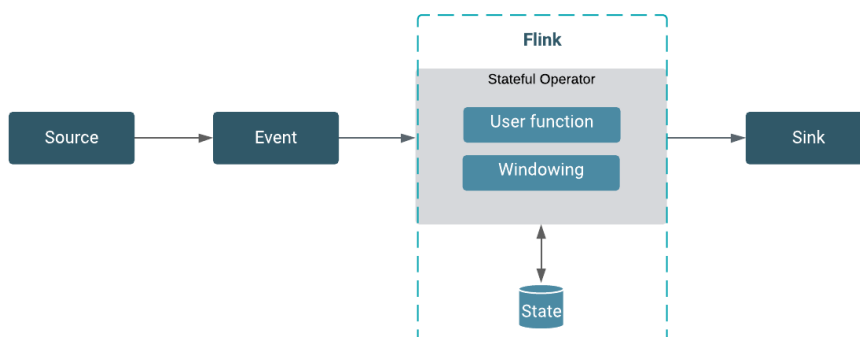 Flink
Stateful Operator
Source
Event
User function
Windowing
Sink
State